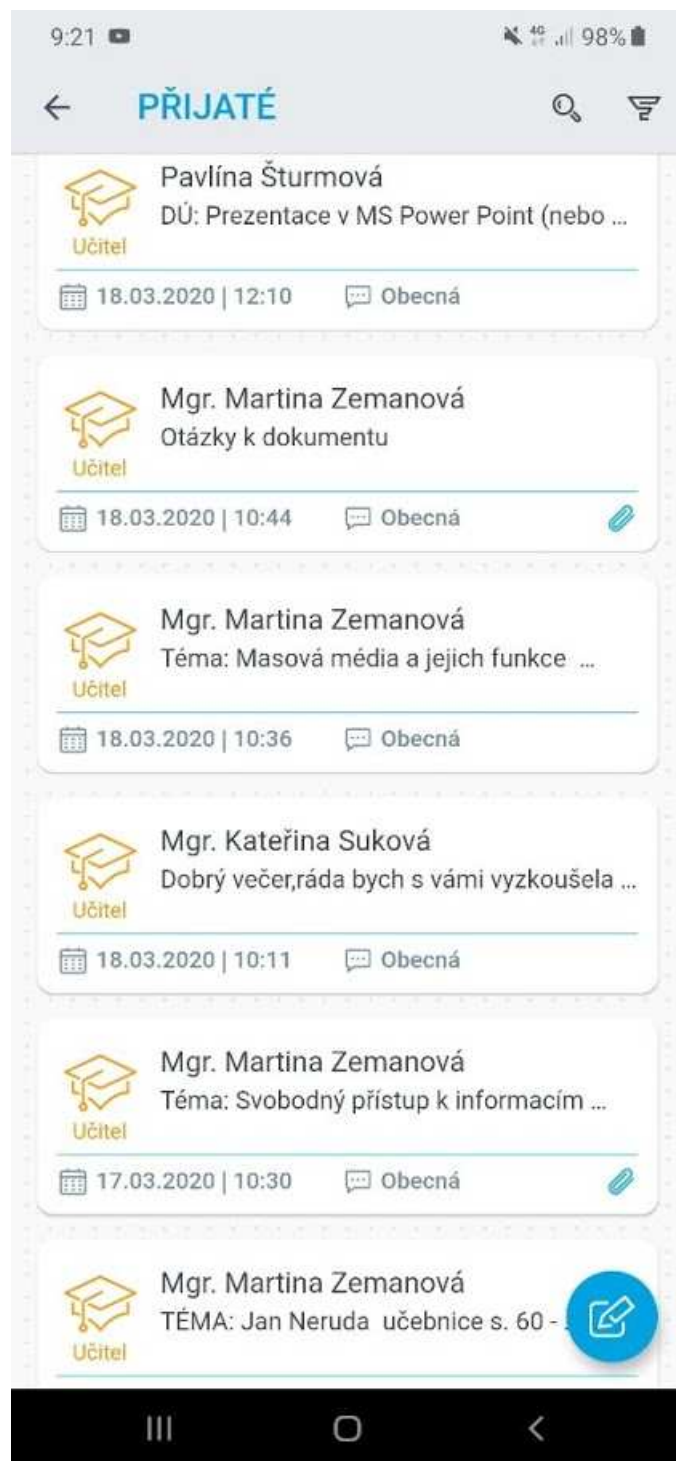 9:21 4G 98%
PŘIJATÉ
Pavlína Šturmová
DÚ: Prezentace v MS Power Point (nebo ...
Učitel
18.03.2020 | 12:10 Obecná
Mgr. Martina Zemanová
Otázky k dokumentu
Učitel
18.03.2020 | 10:44 Obecná
Mgr. Martina Zemanová
Téma: Masová média a jejich funkce ...
Učitel
18.03.2020 | 10:36 Obecná
Mgr. Kateřina Suková
Dobrý večer,ráda bych s vámi vyzkoušela ...
Učitel
18.03.2020 | 10:11 Obecná
Mgr. Martina Zemanová
Téma: Svobodný přístup k informacím ...
Učitel
17.03.2020 | 10:30 Obecná
Mgr. Martina Zemanová
TÉMA: Jan Neruda učebnice s. 60 -
Učitel